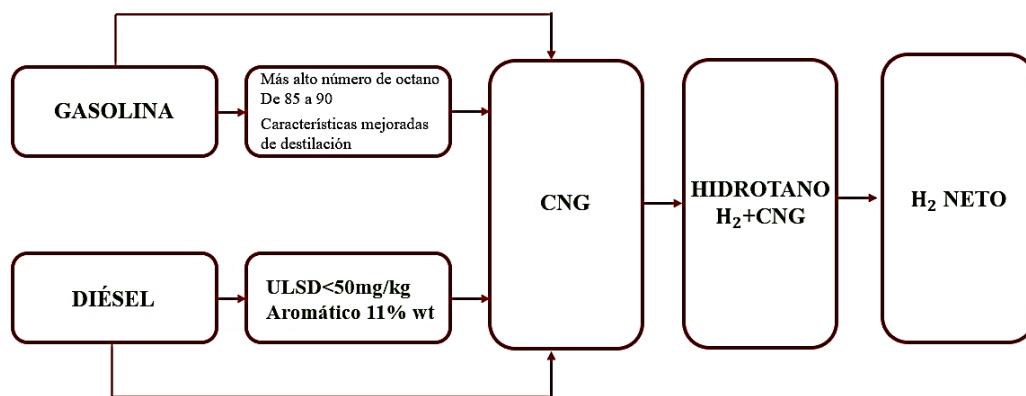 GASOLINA
Más alto número de octano
De 85 a 90
Características mejoradas
de destilación
DIÉSEL
ULSD<50mg/kg
Aromático 11% wt
CNG
HIDROTANO
H₂+CNG
H₂ NETO